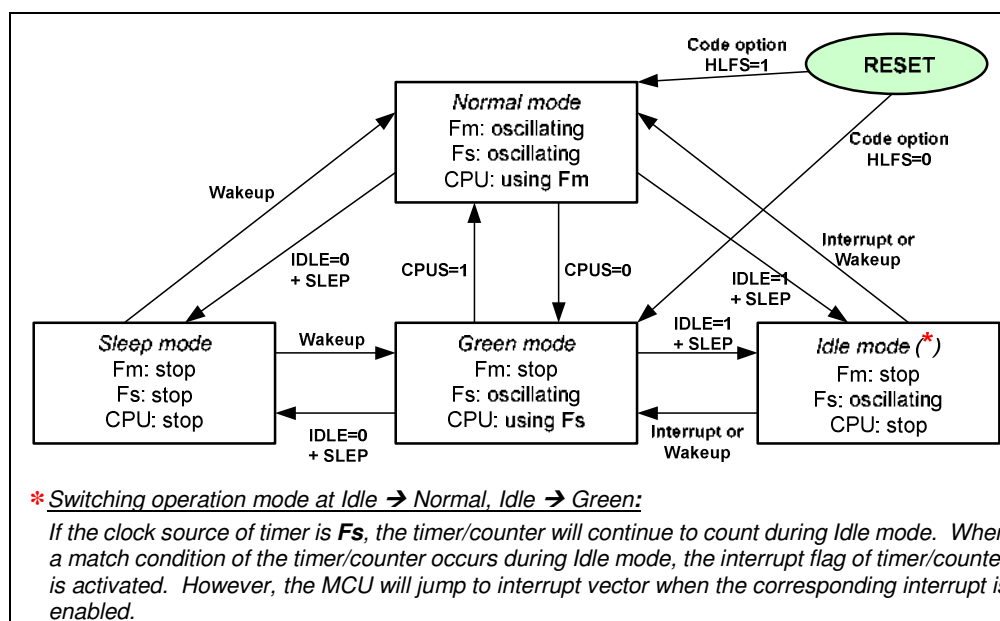 Code option
HLFS=1
RESET
Normal mode
Fm: oscillating
Fs: oscillating
CPU: using Fm
Code option
HLFS=0
Wakeup
IDLE=0
+ SLEP
CPUS=1
CPUS=0
IDLE=1
+ SLEP
Interrupt or
Wakeup
Sleep mode
Fm: stop
Fs: stop
CPU: stop
Wakeup
IDLE=0
+ SLEP
Green mode
Fm: stop
Fs: oscillating
CPU: using Fs
IDLE=1
+ SLEP
Interrupt or
Wakeup
Idle mode (*)
Fm: stop
Fs: oscillating
CPU: stop
* Switching operation mode at Idle → Normal, Idle → Green:
If the clock source of timer is Fs, the timer/counter will continue to count during Idle mode. When
a match condition of the timer/counter occurs during Idle mode, the interrupt flag of timer/counter
is activated. However, the MCU will jump to interrupt vector when the corresponding interrupt is
enabled.